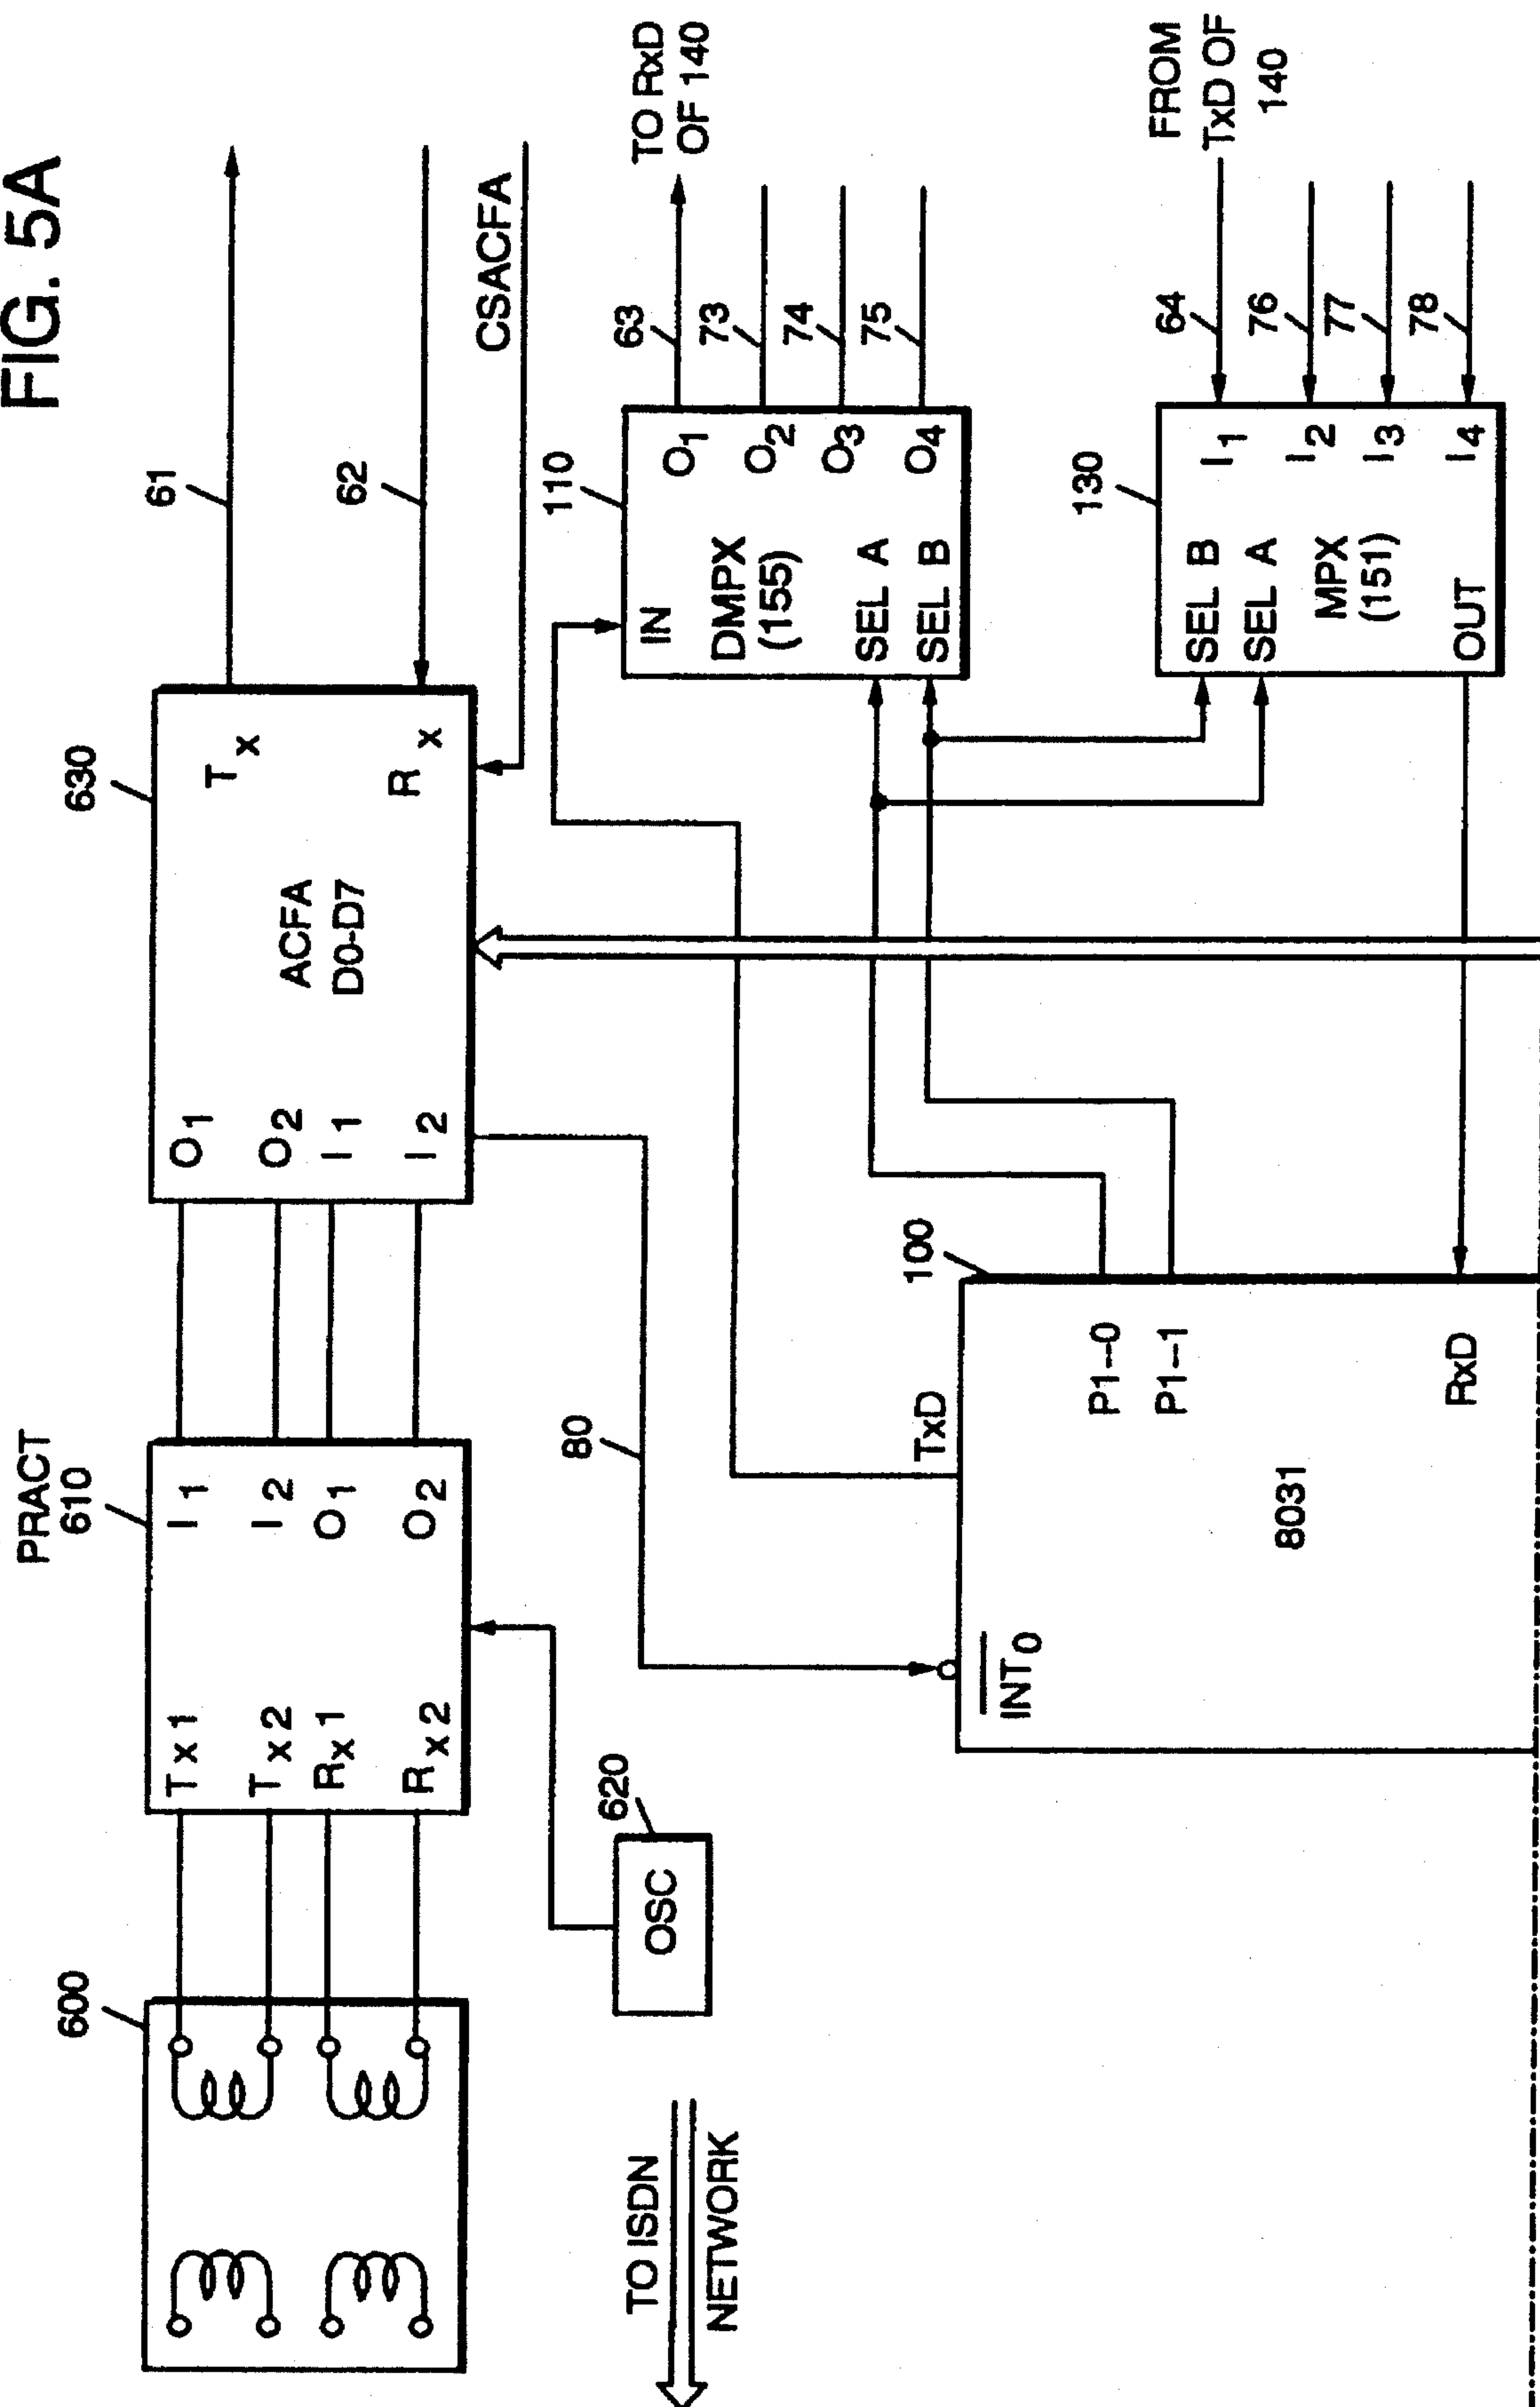 FIG. 5A
600
PRACT
610
Tx1
Tx2
Rx1
Rx2
I1
I2
O1
O2
630
O1
O2
I1
I2
ACFA
D0-D7
Tx
Rx
61
62
CSACFA
TO ISDN
NETWORK
620
OSC
80
110
IN
DMPX
(155)
SEL A
SEL B
O1
O2
O3
O4
63
73
74
75
TO RxD
OF 140
100
INT0
TxD
P1--0
P1--1
8031
RxD
130
SEL B
SEL A
MPX
(151)
OUT
I1
I2
I3
I4
64
76
77
78
FROM
TxD OF
140